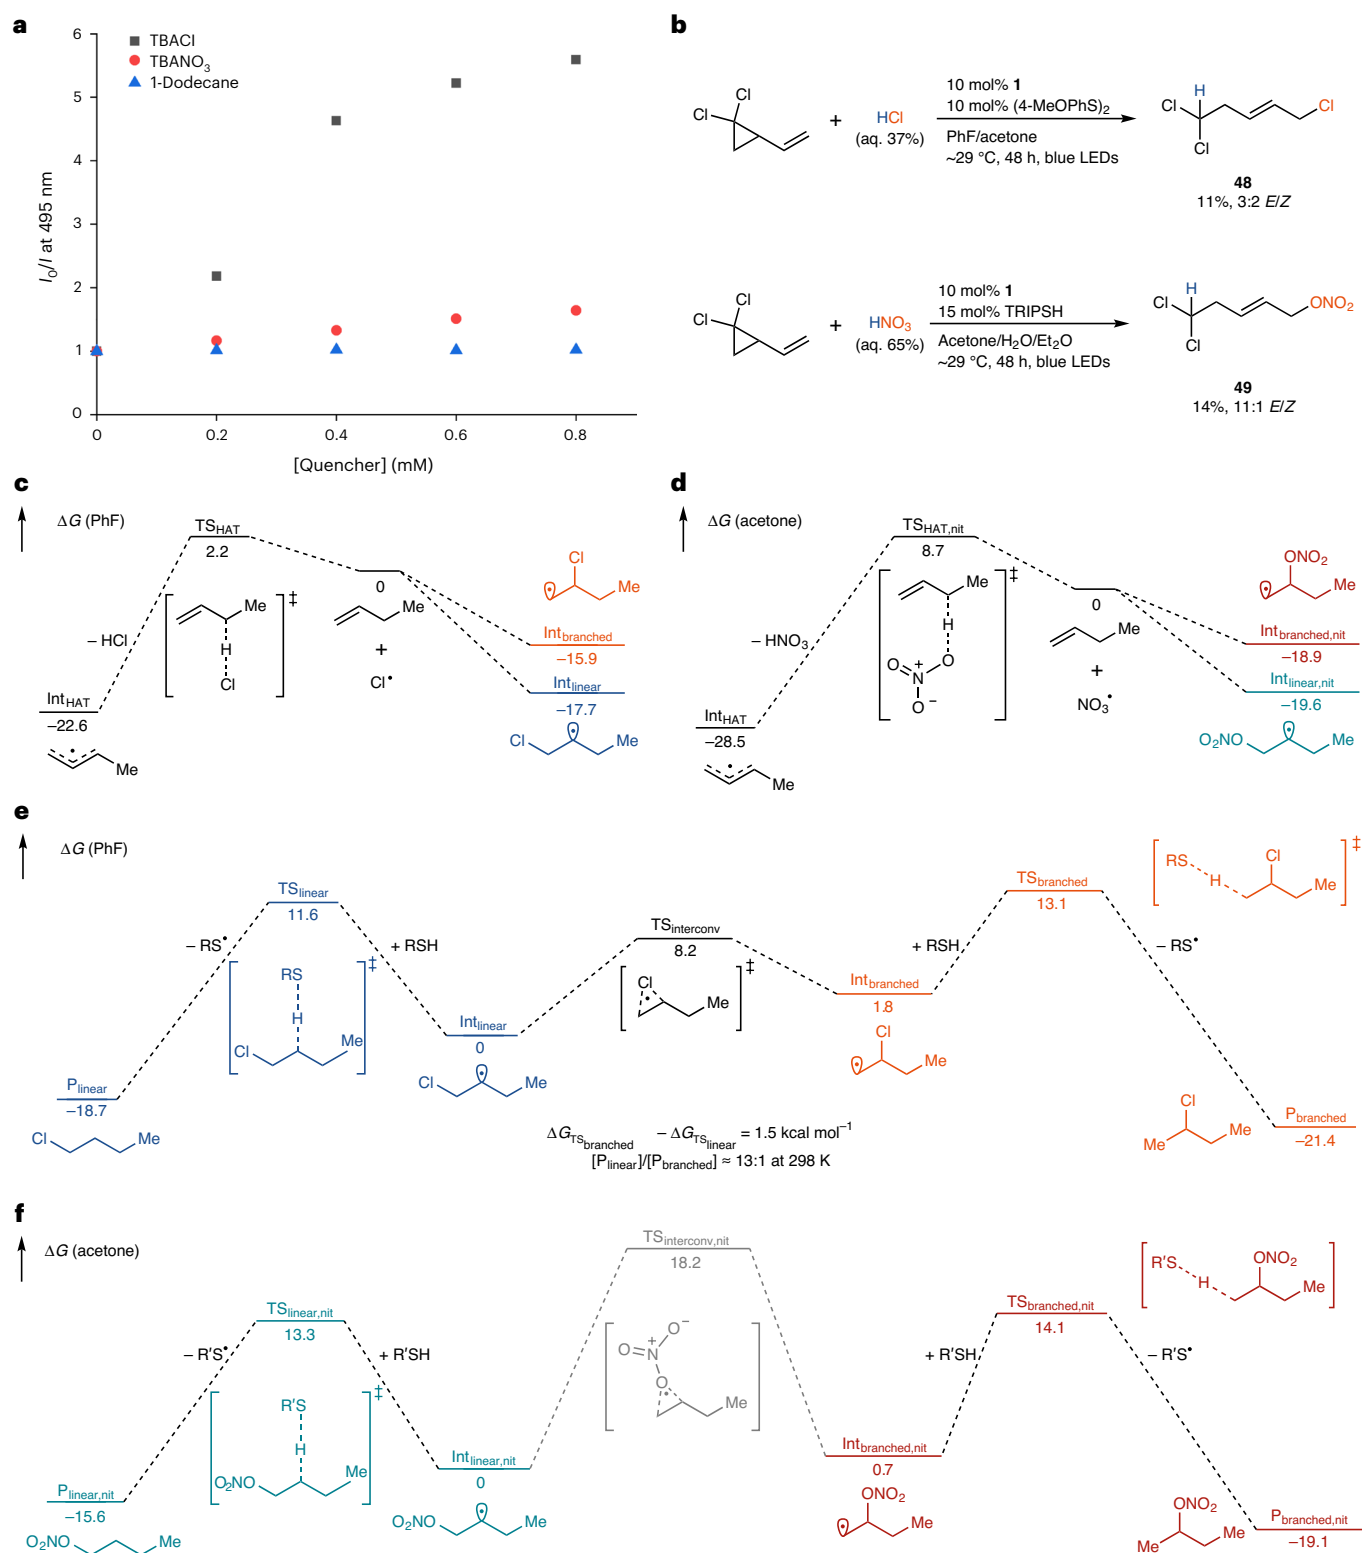 a
6
5
4
3
2
1
0
0
0.2
0.4
0.6
0.8
I0/I at 495 nm
[Quencher] (mM)
TBACl
TBANO3
1-Dodecane
b
Cl
Cl
+
HCl
(aq. 37%)
10 mol% 1
10 mol% (4-MeOPhS)2
PhF/acetone
~29 °C, 48 h, blue LEDs
H
Cl
Cl
Cl
48
11%, 3:2 E/Z
Cl
Cl
+
HNO3
(aq. 65%)
10 mol% 1
15 mol% TRIPSH
Acetone/H2O/Et2O
~29 °C, 48 h, blue LEDs
H
Cl
Cl
ONO2
49
14%, 11:1 E/Z
c
ΔG (PhF)
TSHAT
2.2
Me
H
Cl
‡
– HCl
IntHAT
–22.6
Me
0
Me
+
Cl•
Cl
Me
Intbranched
–15.9
Intlinear
–17.7
Cl
Me
d
ΔG (acetone)
TSHAT,nit
8.7
Me
H
O
O
N
+
O–
‡
– HNO3
IntHAT
–28.5
Me
0
Me
+
NO3•
ONO2
Me
Intbranched,nit
–18.9
Intlinear,nit
–19.6
O2NO
Me
e
ΔG (PhF)
TSlinear
11.6
– RS•
+ RSH
RS
H
Cl
Me
‡
Plinear
–18.7
Cl
Me
Intlinear
0
Cl
Me
TSinterconv
8.2
Cl
Me
‡
Intbranched
1.8
Cl
Me
+ RSH
TSbranched
13.1
– RS•
RS
H
Cl
Me
‡
Cl
Me
Me
Pbranched
–21.4
ΔGTSbranched – ΔGTSlinear = 1.5 kcal mol–1
[Plinear]/[Pbranched] ≈ 13:1 at 298 K
f
ΔG (acetone)
TSlinear,nit
13.3
– R′S•
+ R′SH
R′S
H
O2NO
Me
‡
Plinear,nit
–15.6
O2NO
Me
Intlinear,nit
0
O2NO
Me
TSinterconv,nit
18.2
O–
O
N
+
O
Me
Intbranched,nit
0.7
ONO2
Me
+ R′SH
TSbranched,nit
14.1
– R′S•
R′S
H
ONO2
Me
ONO2
Me
Me
Pbranched,nit
–19.1